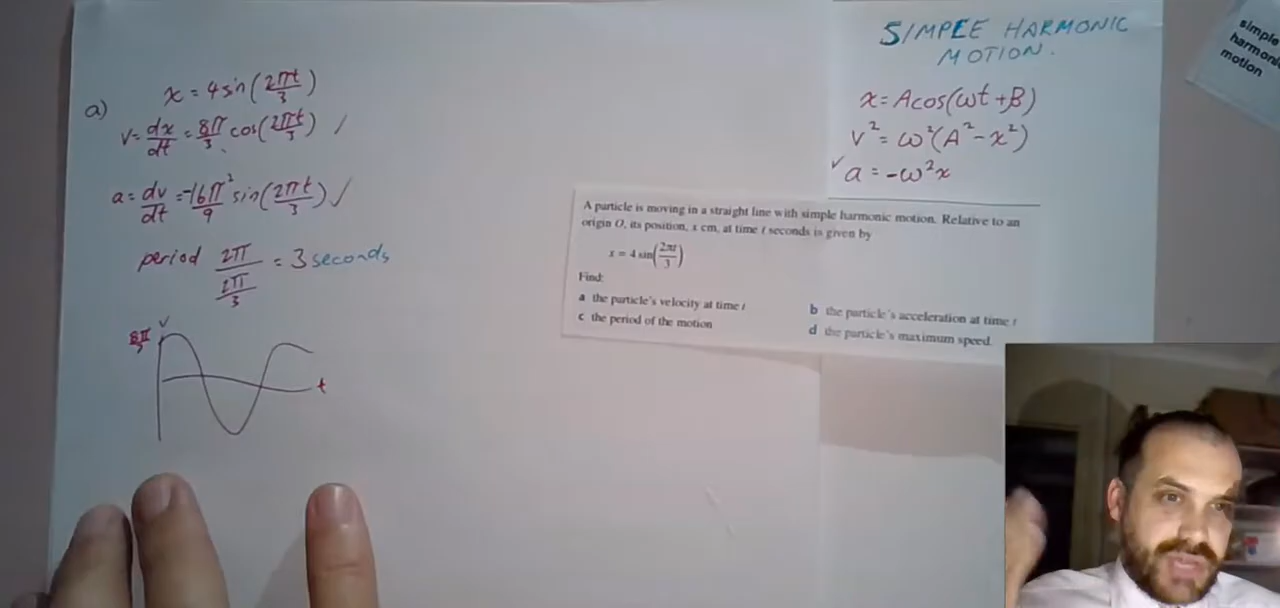 SIMPLE HARMONIC
MOTION.
simple
harmonic
motion
x = Acos(ωt + β)
v² = ω²(A² - x²)
√ a = -ω²x
a)
x = 4sin(2πt/3)
v = dx/dt = 8π/3 cos(2πt/3) /
a = dv/dt = -16π²/9 sin(2πt/3) √
period 2π/(2π/3) = 3 seconds
v
8π/3
t
A particle is moving in a straight line with simple harmonic motion. Relative to an
origin O, its position, x cm, at time t seconds is given by
x = 4 sin(2πt/3)
Find:
a the particle's velocity at time t
b the particle's acceleration at time t
c the period of the motion
d the particle's maximum speed.